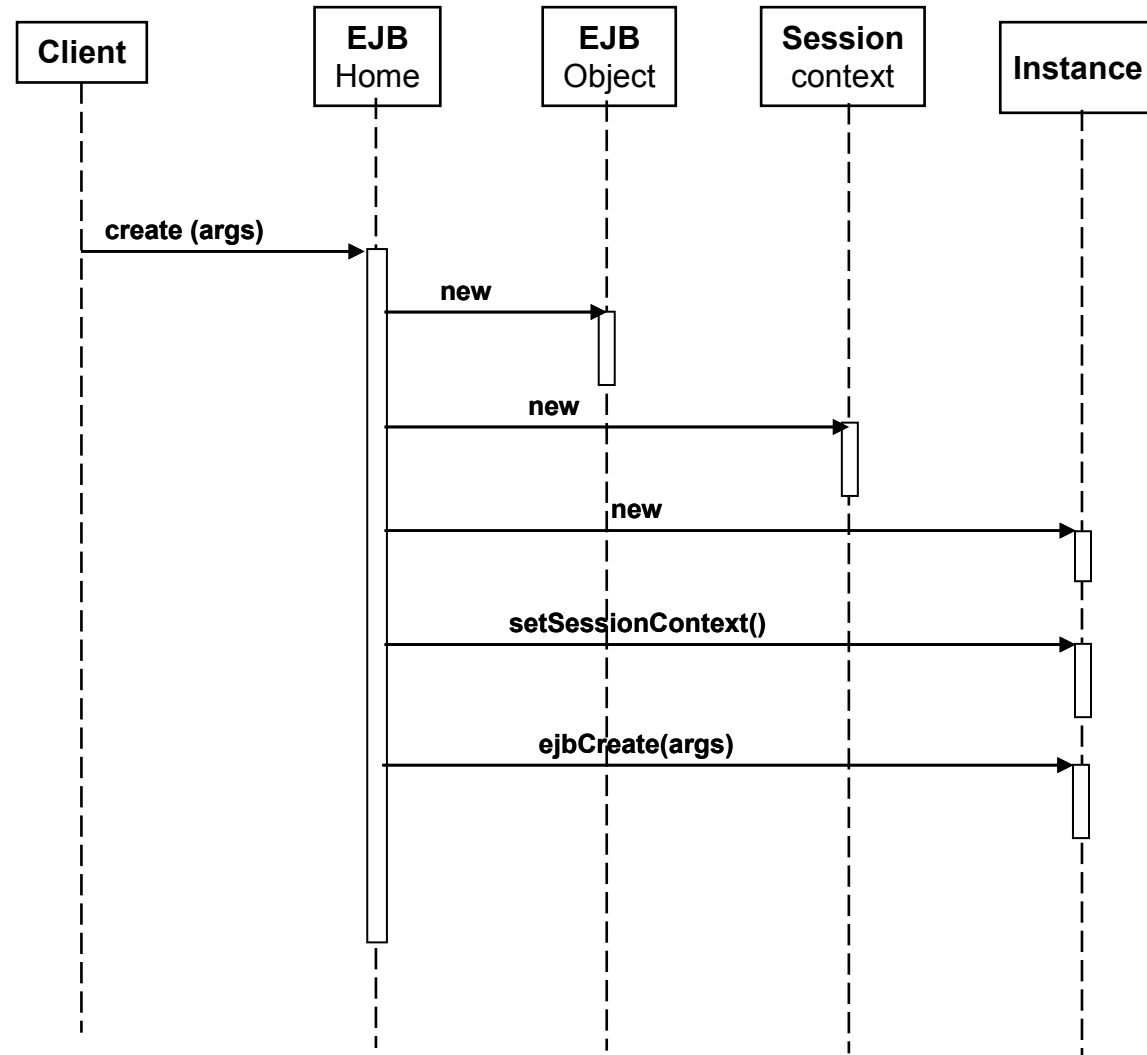 Client
EJB
Home
EJB
Object
Session
context
Instance
create (args)
new
new
new
setSessionContext()
ejbCreate(args)